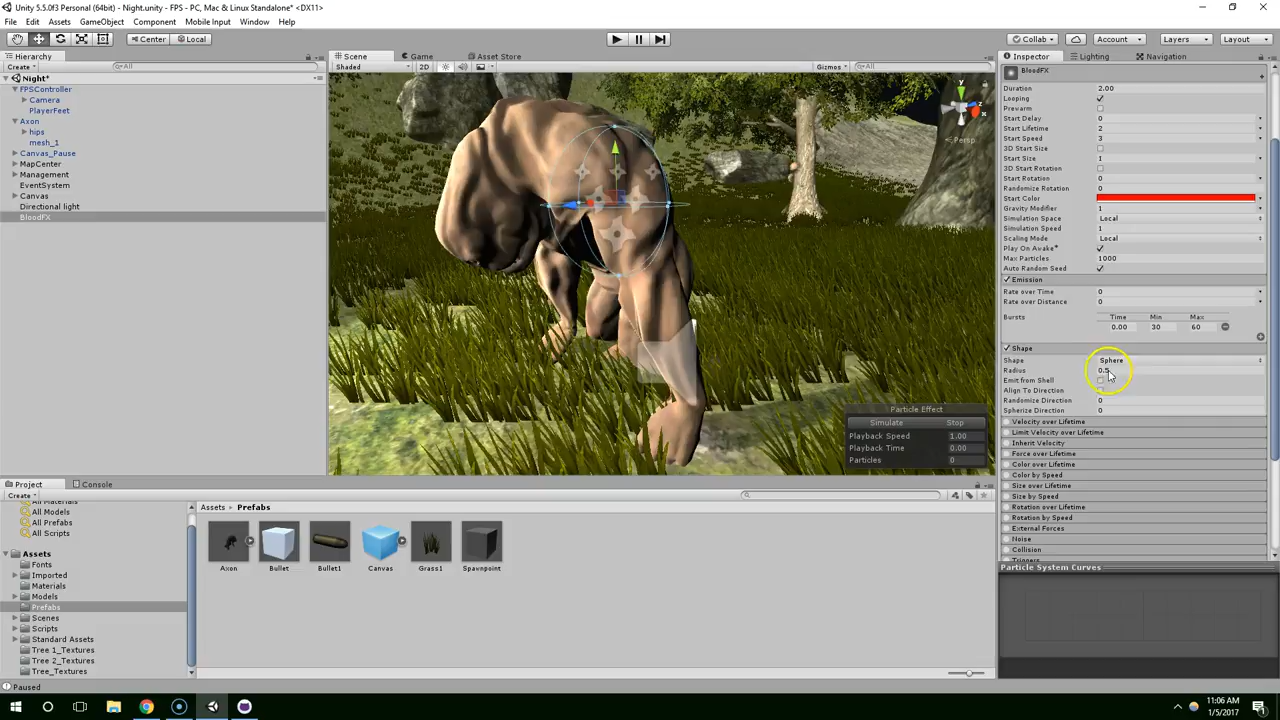 Unity 5.5.0f3 Personal (64bit) - Night.unity - FPS - PC, Mac & Linux Standalone* <DX11>
File Edit Assets GameObject Component Mobile Input Window Help
Center Local Collab Account Layers Layout
Hierarchy
Create All
Night*
FPSController
Camera
PlayerFeet
Axon
hips
mesh_1
Canvas_Pause
MapCenter
Management
EventSystem
Canvas
Directional light
BloodFX
Scene Game Asset Store
Shaded 2D Gizmos All
y
z
Persp
Particle Effect
Simulate Stop
Playback Speed 1.00
Playback Time 0.00
Particles 0
Inspector Lighting Navigation
BloodFX
Duration 2.00
Looping
Prewarm
Start Delay 0
Start Lifetime 2
Start Speed 3
3D Start Size
Start Size 1
3D Start Rotation
Start Rotation 0
Randomize Rotation 0
Start Color
Gravity Modifier 1
Simulation Space Local
Simulation Speed 1
Scaling Mode Local
Play On Awake*
Max Particles 1000
Auto Random Seed
Emission
Rate over Time 0
Rate over Distance 0
Bursts Time Min Max
0.00 30 60
Shape
Shape Sphere
Radius 0.5
Emit from Shell
Align To Direction
Randomize Direction 0
Spherize Direction 0
Velocity over Lifetime
Limit Velocity over Lifetime
Inherit Velocity
Force over Lifetime
Color over Lifetime
Color by Speed
Size over Lifetime
Size by Speed
Rotation over Lifetime
Rotation by Speed
External Forces
Noise
Collision
Triggers
Particle System Curves
Project Console
Create
All Materials
All Models
All Prefabs
All Scripts
Assets
Fonts
Imported
Materials
Models
Prefabs
Scenes
Scripts
Standard Assets
Tree 1_Textures
Tree 2_Textures
Tree_Textures
Assets Prefabs
Axon Bullet Bullet1 Canvas Grass1 Spawnpoint
Paused
11:06 AM
1/5/2017